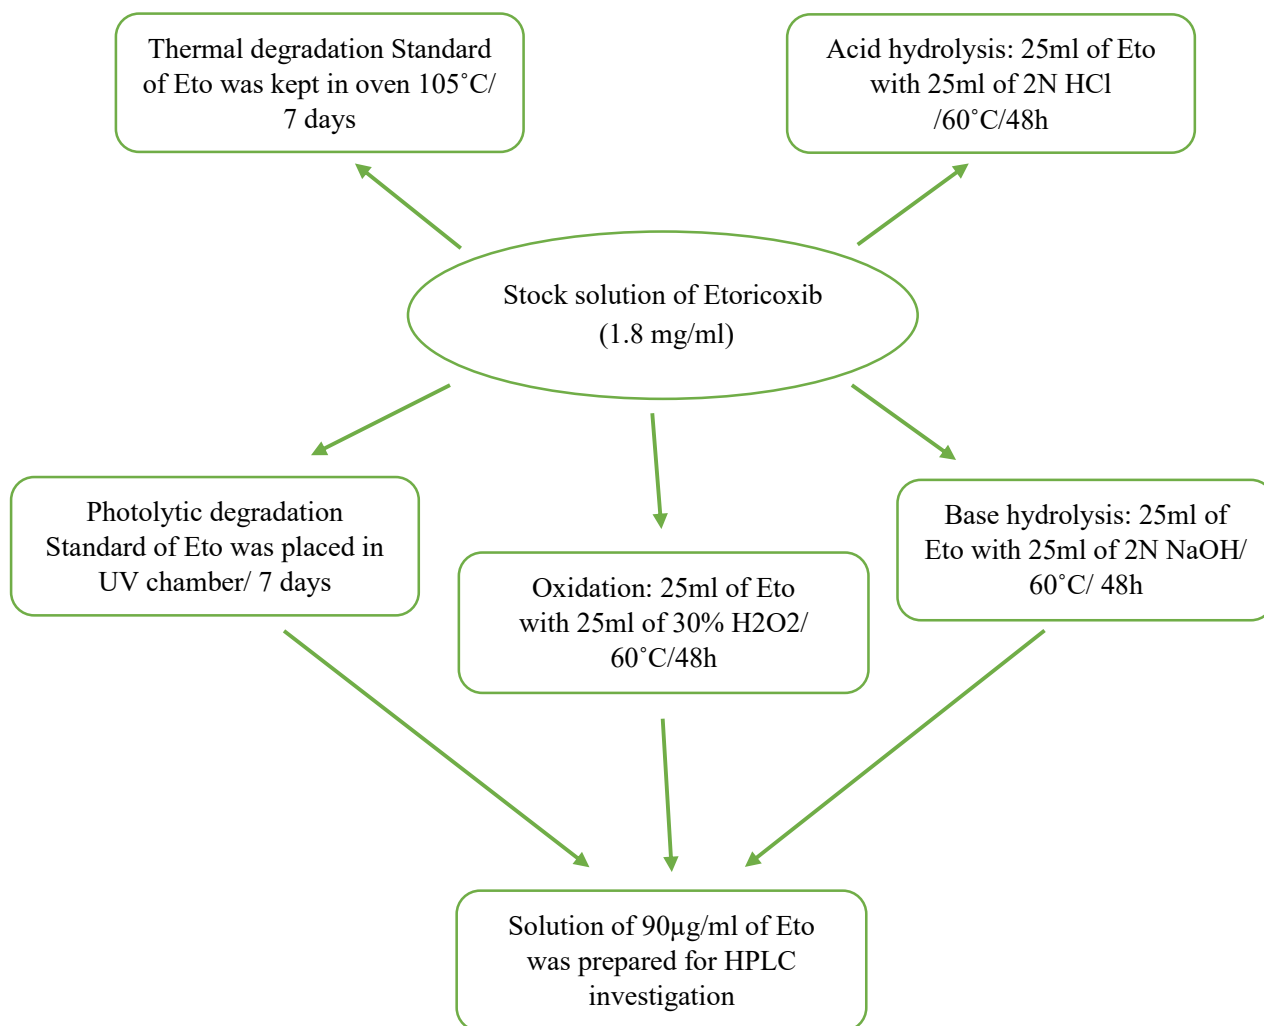 Thermal degradation Standard
of Eto was kept in oven 105˚C/
7 days
Acid hydrolysis: 25ml of Eto
with 25ml of 2N HCl
/60˚C/48h
Stock solution of Etoricoxib
(1.8 mg/ml)
Photolytic degradation
Standard of Eto was placed in
UV chamber/ 7 days
Oxidation: 25ml of Eto
with 25ml of 30% H2O2/
60˚C/48h
Base hydrolysis: 25ml of
Eto with 25ml of 2N NaOH/
60˚C/ 48h
Solution of 90µg/ml of Eto
was prepared for HPLC
investigation